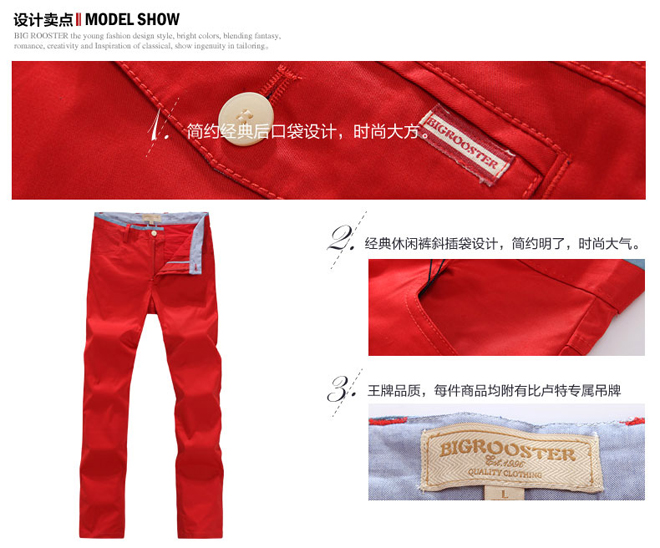 设计卖点 MODEL SHOW
BIG ROOSTER the young fashion design style, bright colors, blending fantasy,
romance, creativity and Inspiration of classical, show ingenuity in tailoring。
1. 简约经典后口袋设计，时尚大方。
BIGROOSTER
2. 经典休闲裤斜插袋设计，简约明了，时尚大气。
3. 王牌品质，每件商品均附有比卢特专属吊牌
BIGROOSTER
Est. 1996
QUALITY CLOTHING
L